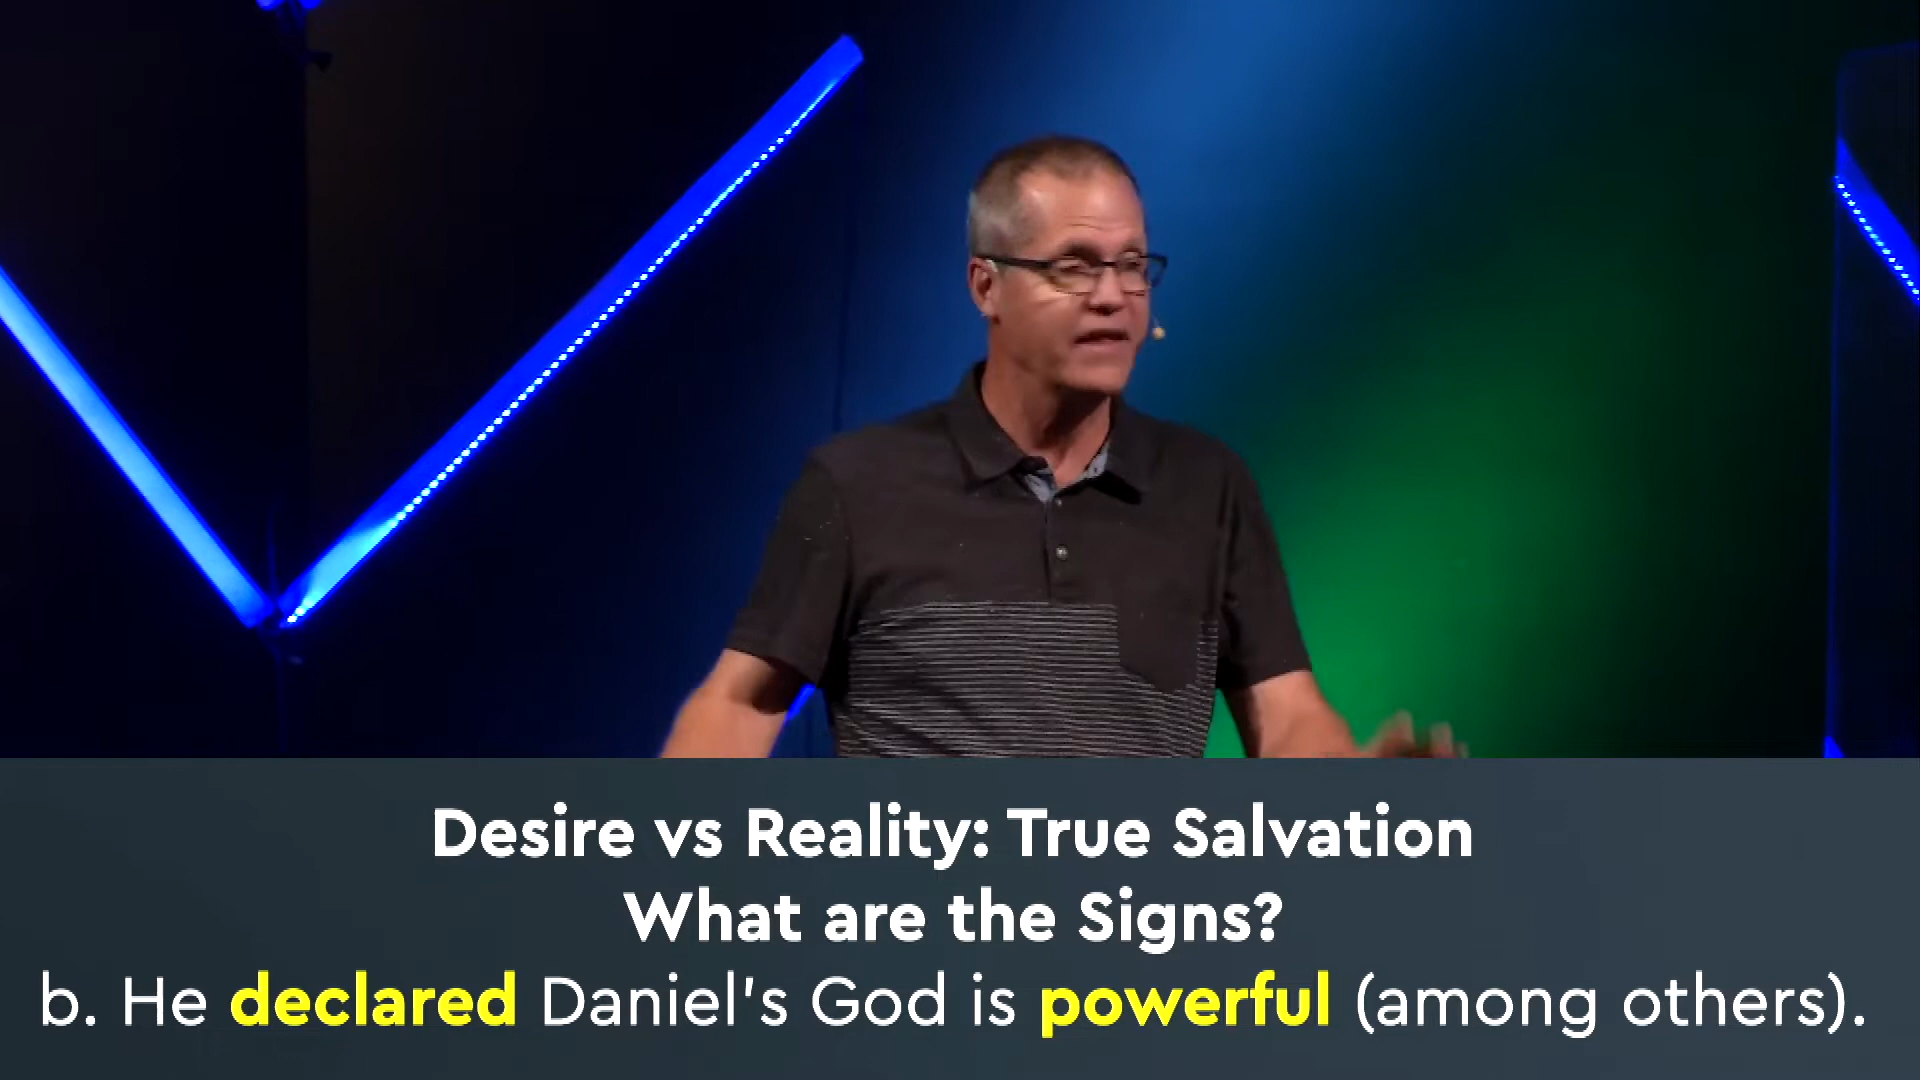 Desire vs Reality: True Salvation
What are the Signs?
b. He declared Daniel's God is powerful (among others).